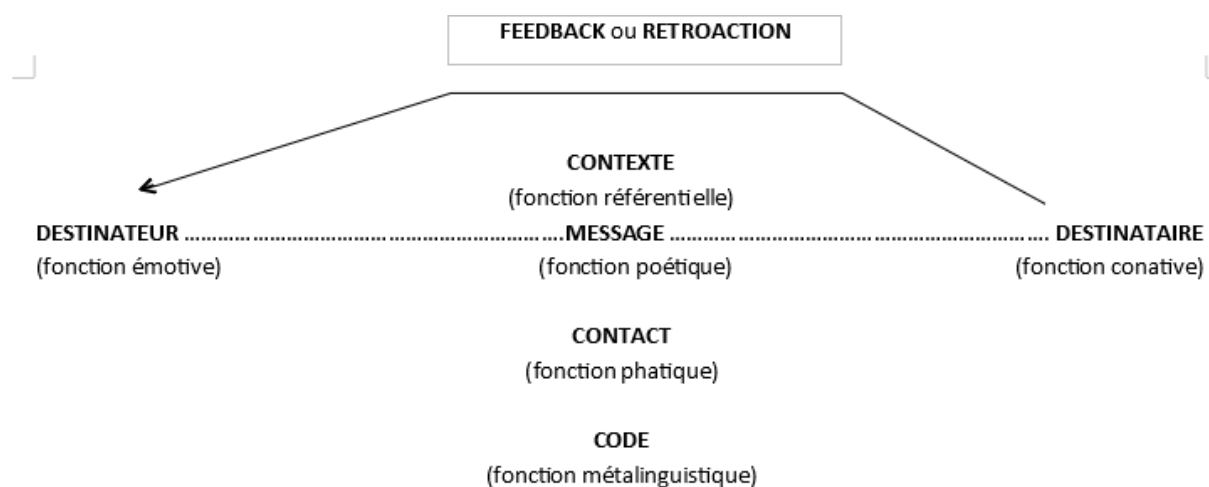 FEEDBACK ou RETROACTION
CONTEXTE
(fonction référentielle)
DESTINATEUR ............................................................MESSAGE ............................................................ DESTINATAIRE
(fonction émotive) (fonction poétique) (fonction conative)
CONTACT
(fonction phatique)
CODE
(fonction métalinguistique)